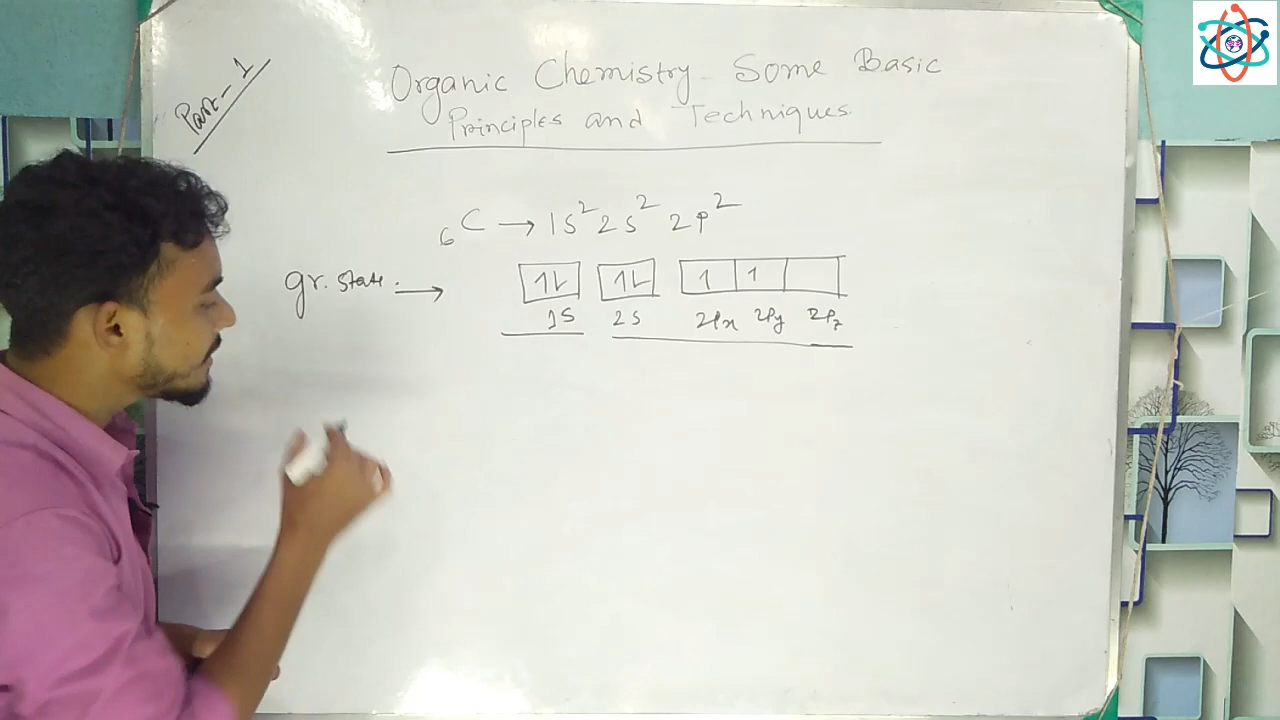 Part-1
Organic Chemistry - Some Basic
Principles and Techniques.
₆C → 1s² 2s² 2p²
gr. state. → 1L 1L 1 1
1s 2s 2Px 2Py 2Pz